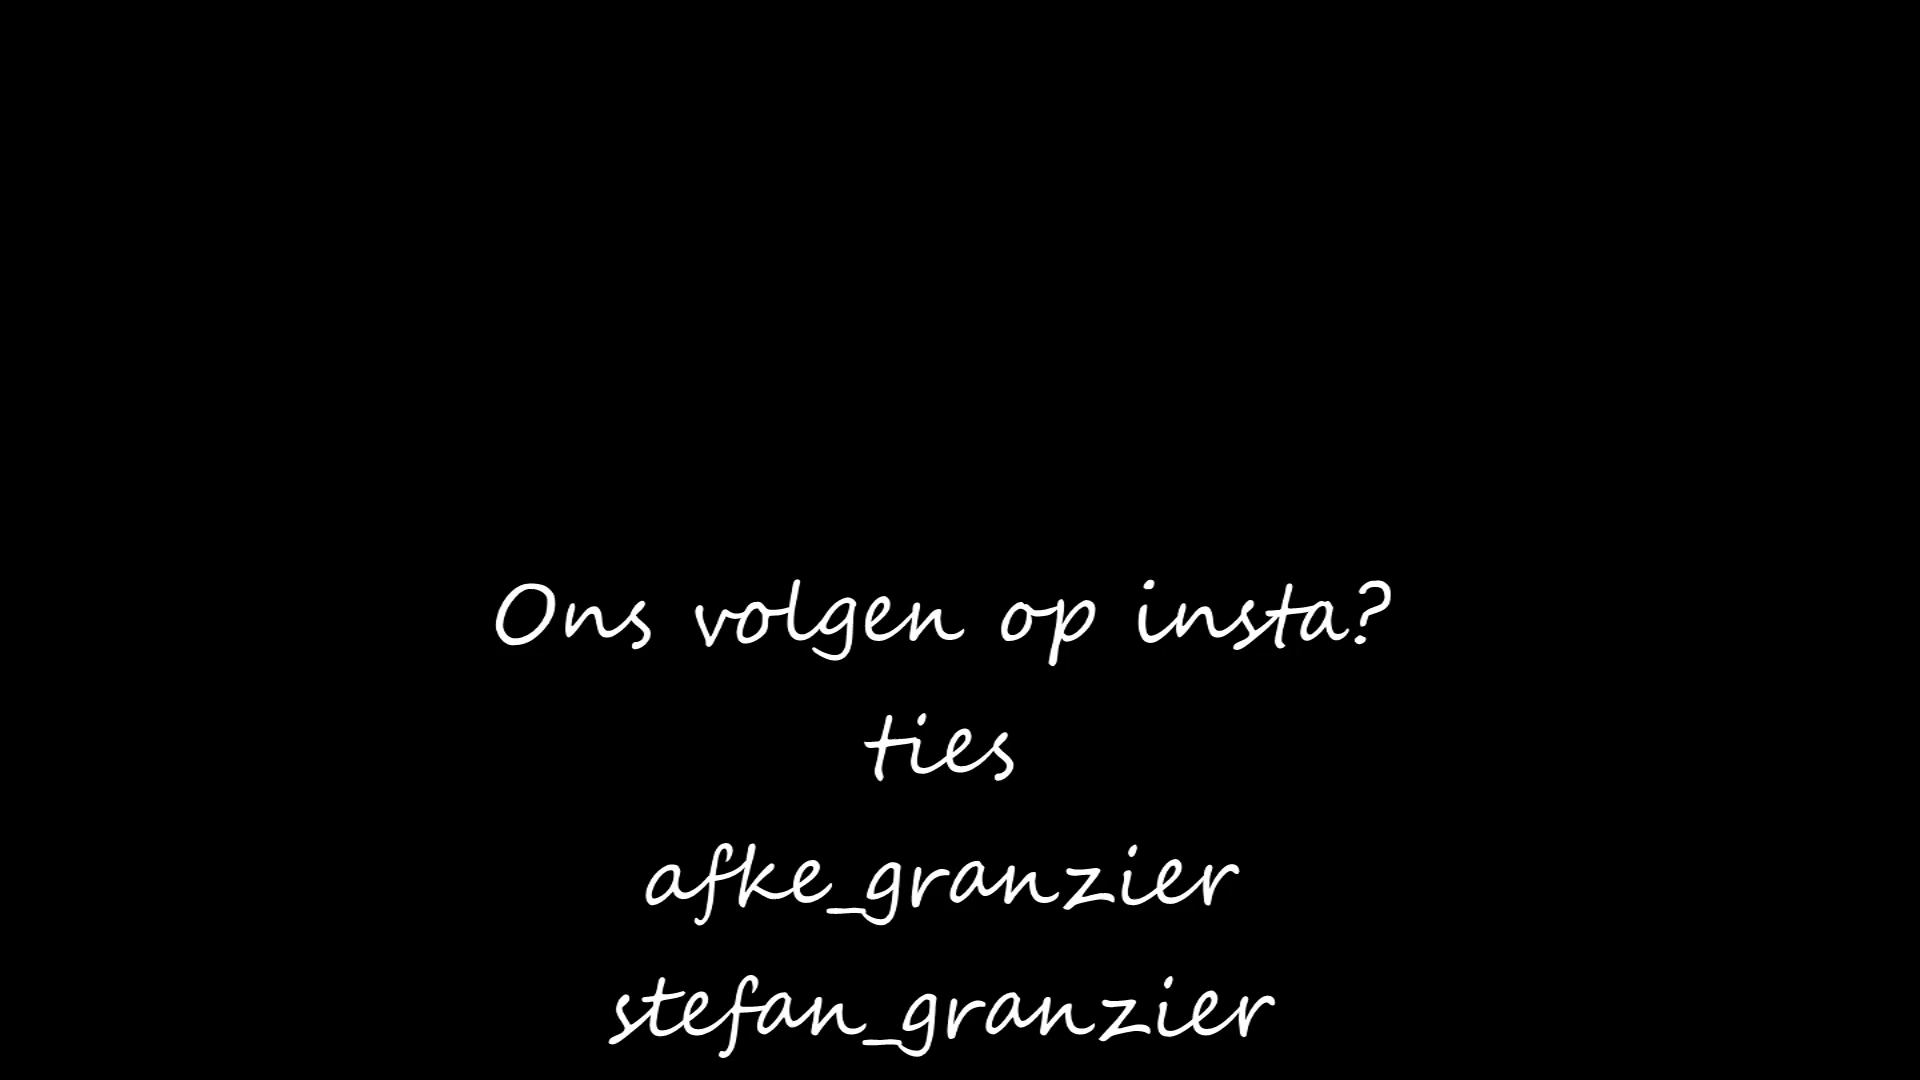 Ons volgen op insta?
ties
afke_granzier
stefan_granzier